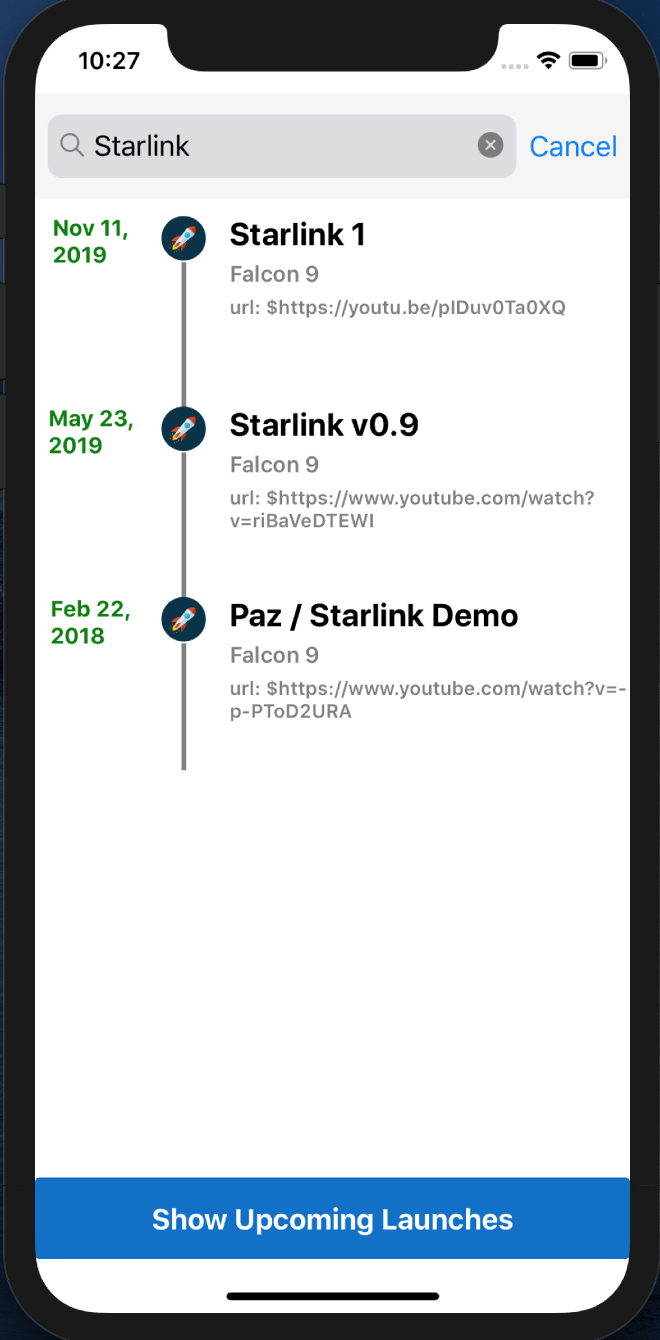 10:27
Starlink
Cancel
Nov 11,
2019
Starlink 1
Falcon 9
url: $https://youtu.be/pIDuv0Ta0XQ
May 23,
2019
Starlink v0.9
Falcon 9
url: $https://www.youtube.com/watch?
v=riBaVeDTEWI
Feb 22,
2018
Paz / Starlink Demo
Falcon 9
url: $https://www.youtube.com/watch?v=-
p-PToD2URA
Show Upcoming Launches